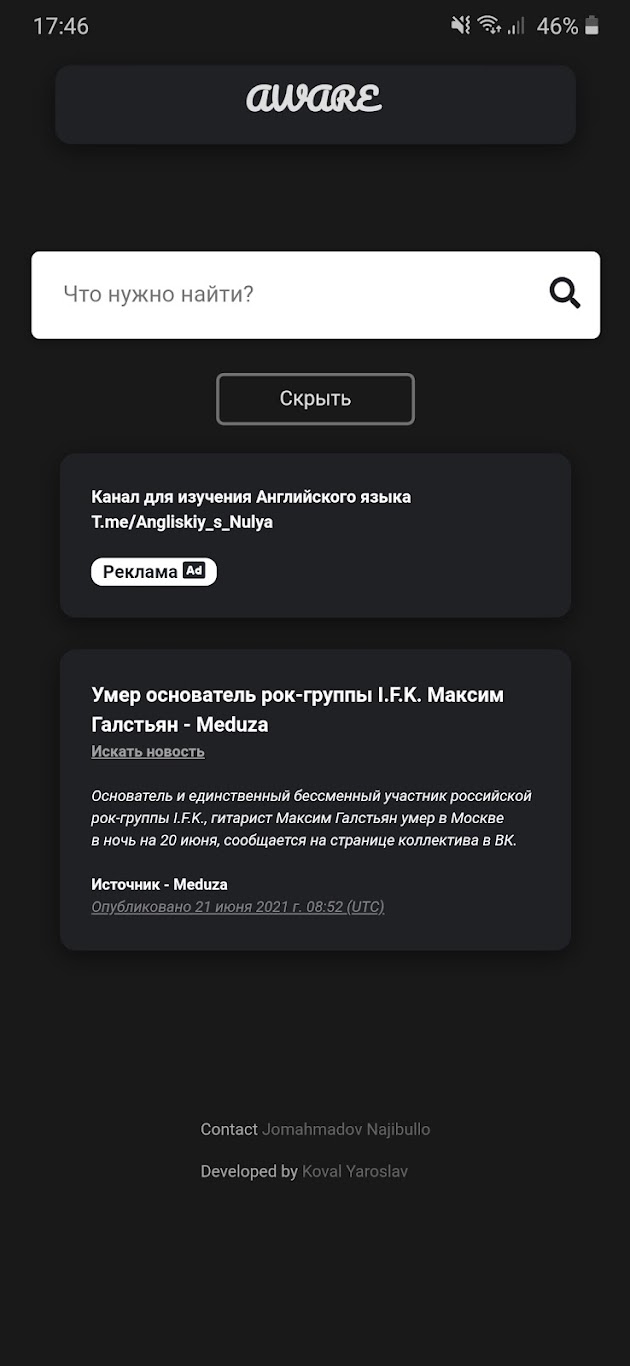 17:46
46%
AWARE
Что нужно найти?
Скрыть
Канал для изучения Английского языка
T.me/Angliskiy_s_Nulya
Реклама Ad
Умер основатель рок-группы I.F.K. Максим
Галстьян - Meduza
Искать новость
Основатель и единственный бессменный участник российской
рок-группы I.F.K., гитарист Максим Галстьян умер в Москве
в ночь на 20 июня, сообщается на странице коллектива в ВК.
Источник - Meduza
Опубликовано 21 июня 2021 г. 08:52 (UTC)
Contact Jomahmadov Najibullo
Developed by Koval Yaroslav